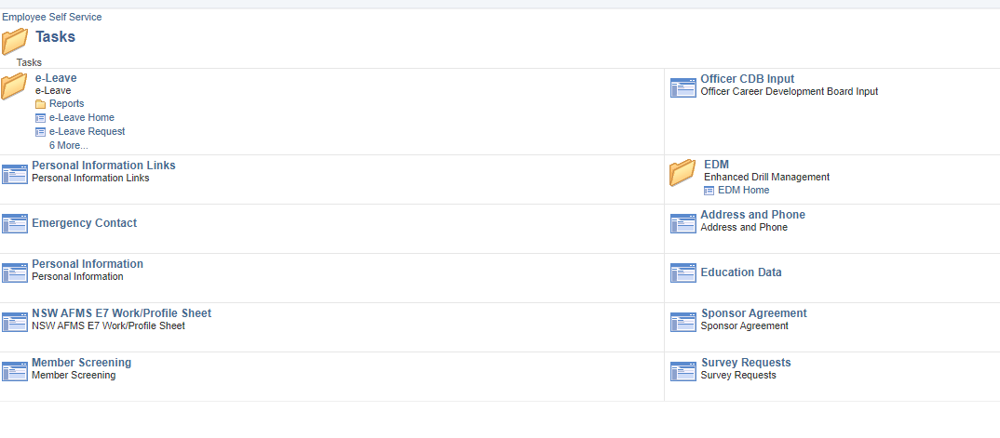 Employee Self Service
Tasks
Tasks
e-Leave
e-Leave
Reports
e-Leave Home
e-Leave Request
6 More...
Officer CDB Input
Officer Career Development Board Input
Personal Information Links
Personal Information Links
EDM
Enhanced Drill Management
EDM Home
Emergency Contact
Address and Phone
Address and Phone
Personal Information
Personal Information
Education Data
NSW AFMS E7 Work/Profile Sheet
NSW AFMS E7 Work/Profile Sheet
Sponsor Agreement
Sponsor Agreement
Member Screening
Member Screening
Survey Requests
Survey Requests